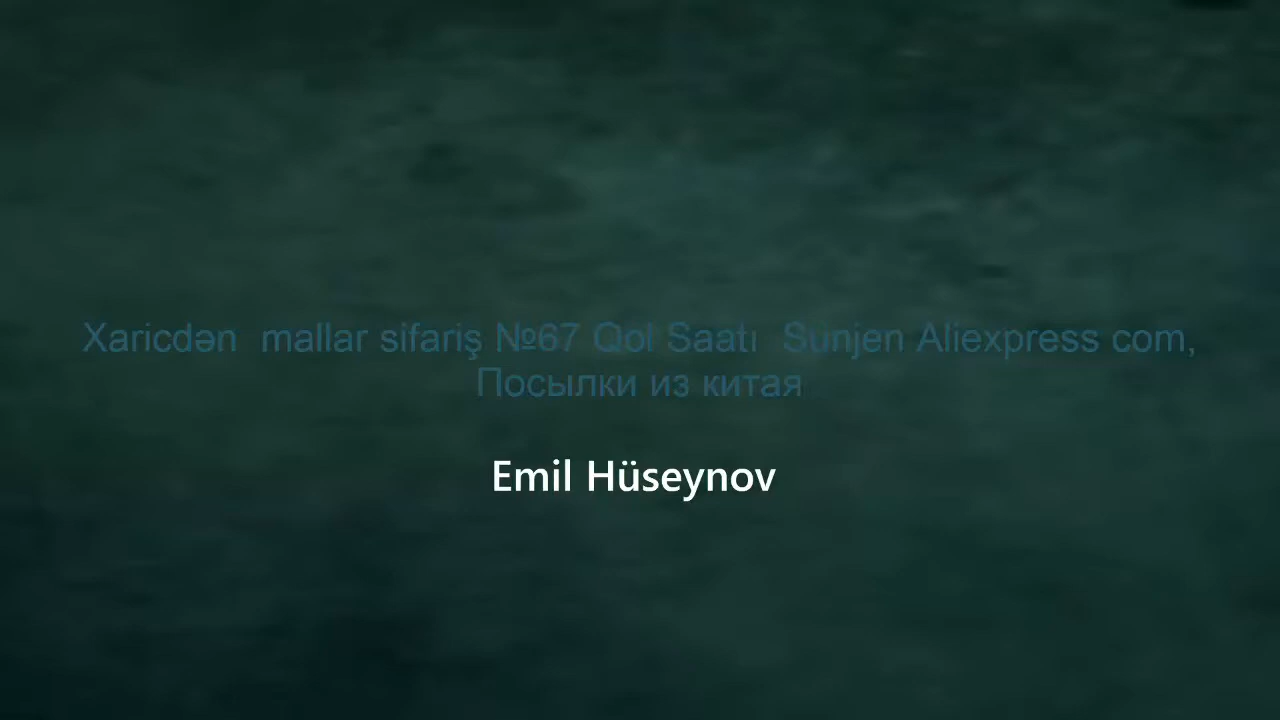 Xaricdən  mallar sifariş №67 Qol Saatı  Sunjen Aliexpress com,
Посылки из китая
Emil Hüseynov